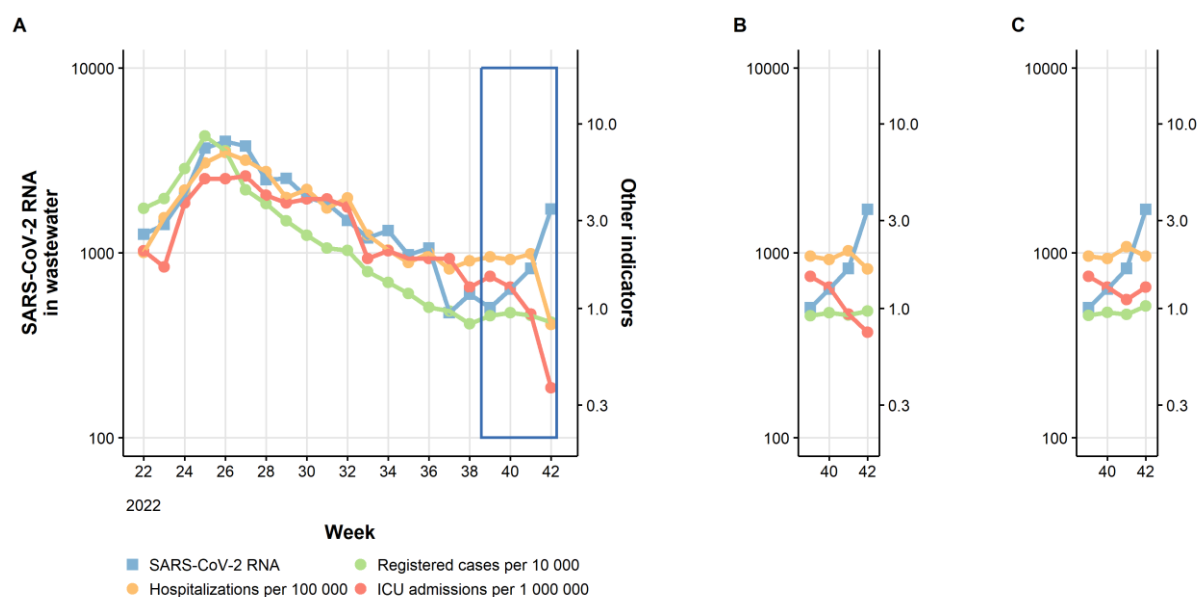 A
B
C
10000
1000
100
SARS-CoV-2 RNA
in wastewater
10.0
3.0
1.0
0.3
Other indicators
22 24 26 28 30 32 34 36 38 40 42
2022
Week
10000
1000
100
10.0
3.0
1.0
0.3
40 42
10000
1000
100
10.0
3.0
1.0
0.3
40 42
SARS-CoV-2 RNA
Registered cases per 10 000
Hospitalizations per 100 000
ICU admissions per 1 000 000